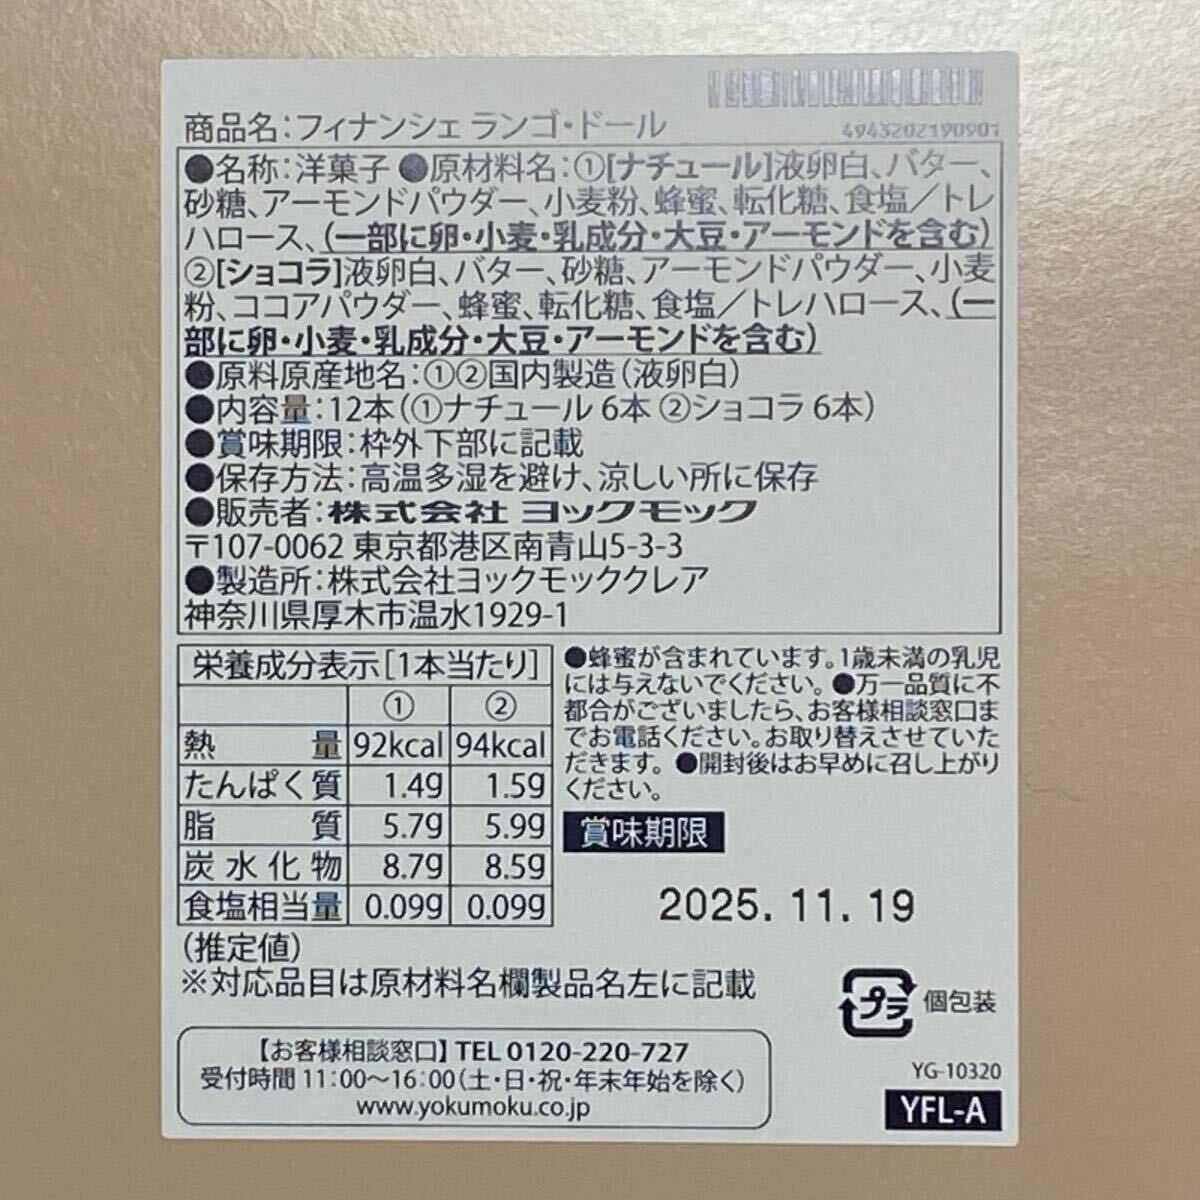 4943202190901
商品名:フィナンシェ ランゴ・ドール
●名称:洋菓子 ●原材料名:①[ナチュール]液卵白、バター、
砂糖、アーモンドパウダー、小麦粉、蜂蜜、転化糖、食塩／トレ
ハロース、(一部に卵・小麦・乳成分・大豆・アーモンドを含む)
②[ショコラ]液卵白、バター、砂糖、アーモンドパウダー、小麦
粉、ココアパウダー、蜂蜜、転化糖、食塩／トレハロース、(一
部に卵・小麦・乳成分・大豆・アーモンドを含む)
●原料原産地名:①②国内製造(液卵白)
●内容量:12本(①ナチュール 6本 ②ショコラ 6本)
●賞味期限:枠外下部に記載
●保存方法:高温多湿を避け、涼しい所に保存
●販売者:株式会社 ヨックモック
〒107-0062 東京都港区南青山5-3-3
●製造所:株式会社ヨックモッククレア
神奈川県厚木市温水1929-1
栄養成分表示[1本当たり]
① ②
熱量 92kcal 94kcal
たんぱく質 1.4g 1.5g
脂質 5.7g 5.9g
炭水化物 8.7g 8.5g
食塩相当量 0.09g 0.09g
(推定値)
※対応品目は原材料名欄製品名左に記載
●蜂蜜が含まれています。1歳未満の乳児
には与えないでください。●万一品質に不
都合がございましたら、お客様相談窓口ま
でお電話ください。お取り替えさせていた
だきます。●開封後はお早めに召し上がり
ください。
賞味期限
2025.11.19
プラ 個包装
【お客様相談窓口】TEL 0120-220-727
受付時間 11:00～16:00(土・日・祝・年末年始を除く)
www.yokumoku.co.jp
YG-10320
YFL-A